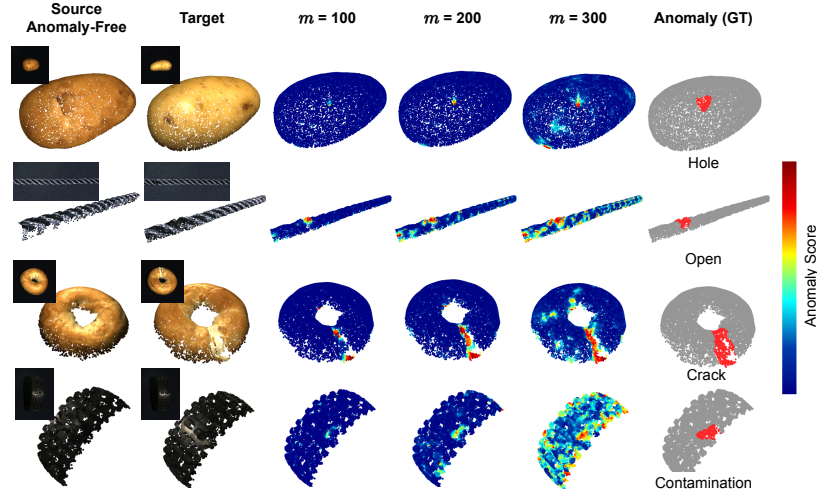 Source
Anomaly-Free
Target
m = 100
m = 200
m = 300
Anomaly (GT)
Hole
Open
Crack
Contamination
Anomaly Score